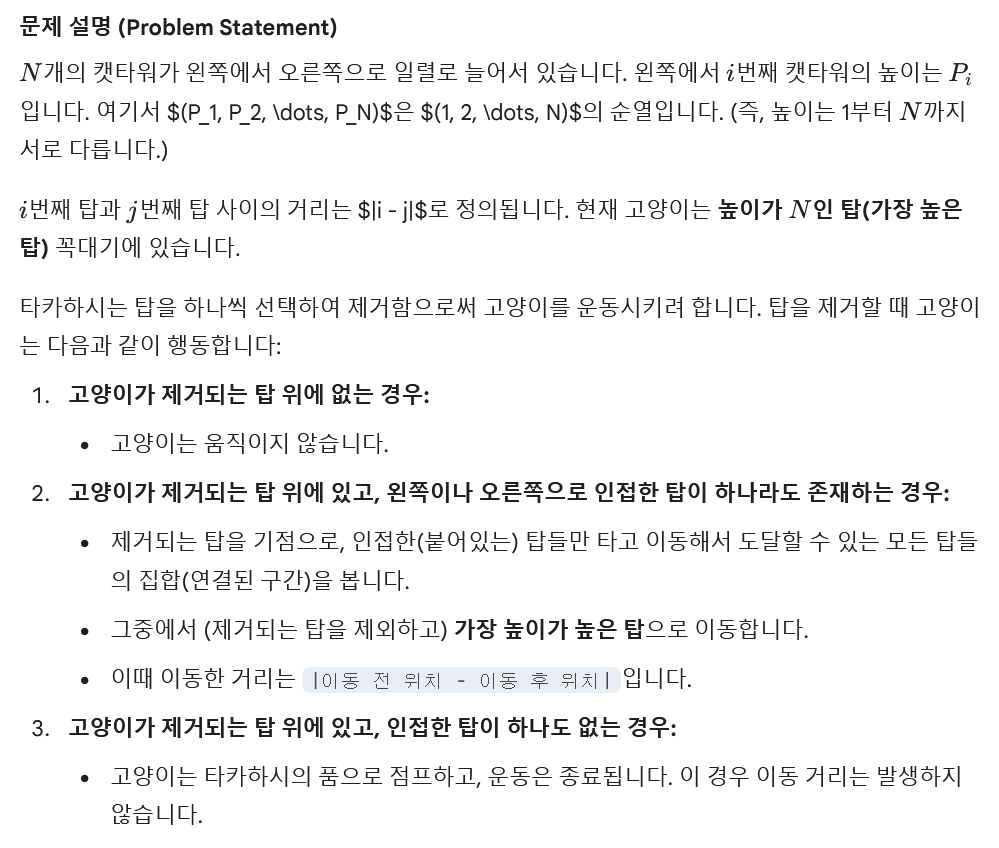 문제 설명 (Problem Statement)
N개의 캣타워가 왼쪽에서 오른쪽으로 일렬로 늘어서 있습니다. 왼쪽에서 i번째 캣타워의 높이는 P_i
입니다. 여기서 $(P_1, P_2, \dots, P_N)$은 $(1, 2, \dots, N)$의 순열입니다. (즉, 높이는 1부터 N까지
서로 다릅니다.)
i번째 탑과 j번째 탑 사이의 거리는 $|i - j|$로 정의됩니다. 현재 고양이는 높이가 N인 탑(가장 높은
탑) 꼭대기에 있습니다.
타카하시는 탑을 하나씩 선택하여 제거함으로써 고양이를 운동시키려 합니다. 탑을 제거할 때 고양이
는 다음과 같이 행동합니다:
1. 고양이가 제거되는 탑 위에 없는 경우:
• 고양이는 움직이지 않습니다.
2. 고양이가 제거되는 탑 위에 있고, 왼쪽이나 오른쪽으로 인접한 탑이 하나라도 존재하는 경우:
• 제거되는 탑을 기점으로, 인접한(붙어있는) 탑들만 타고 이동해서 도달할 수 있는 모든 탑들
의 집합(연결된 구간)을 봅니다.
• 그중에서 (제거되는 탑을 제외하고) 가장 높이가 높은 탑으로 이동합니다.
• 이때 이동한 거리는 |이동 전 위치 - 이동 후 위치|입니다.
3. 고양이가 제거되는 탑 위에 있고, 인접한 탑이 하나도 없는 경우:
• 고양이는 타카하시의 품으로 점프하고, 운동은 종료됩니다. 이 경우 이동 거리는 발생하지
않습니다.